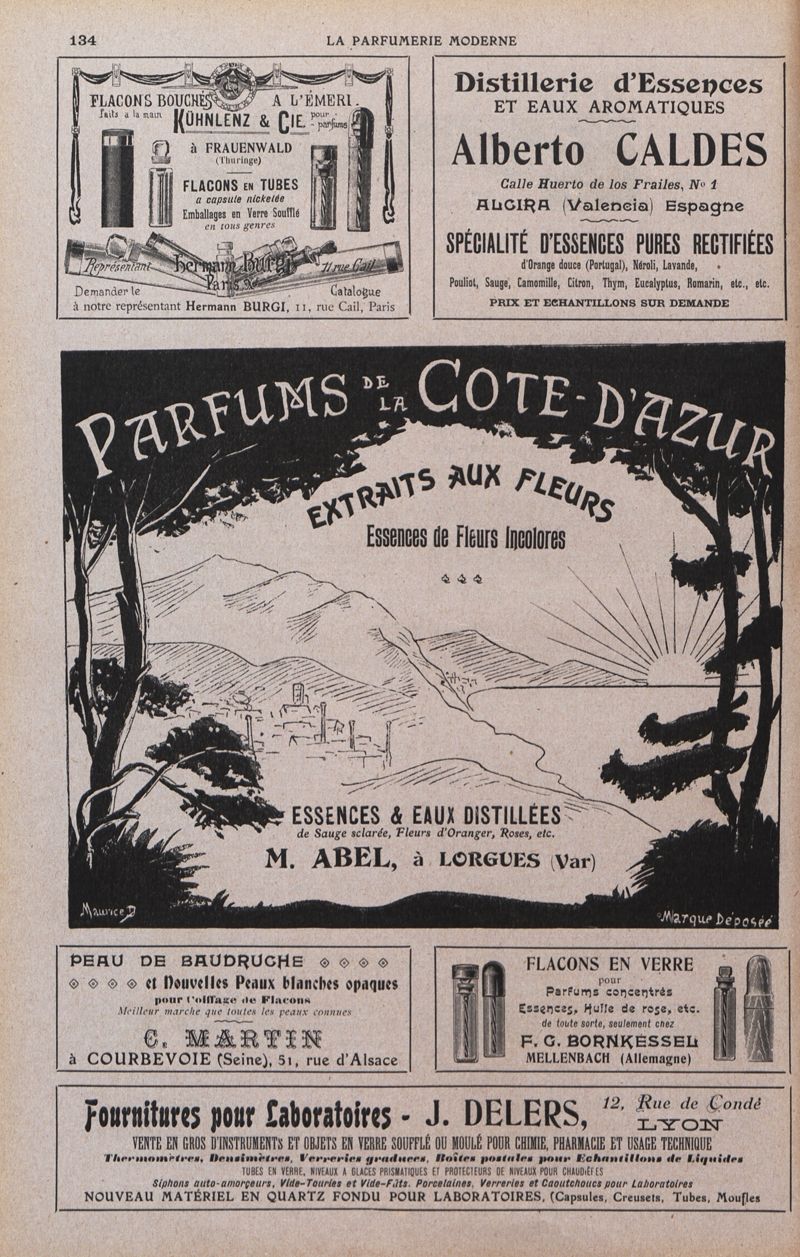 134
LA PARFUMERIE MODERNE
FLACONS BOUCHÉS A L'ÉMERI
faits a la main
KÜHNLENZ & CIE pour parfums
à FRAUENWALD
(Thuringe)
FLACONS EN TUBES
a capsule nickelée
Emballages en Verre Soufflé
en tous genres
Représentant Hermann Burgi 11 rue Cail
Paris X
Demander le Catalogue
à notre représentant Hermann BURGI, 11, rue Cail, Paris
Distillerie d'Essences
ET EAUX AROMATIQUES
Alberto CALDES
Calle Huerto de los Frailes, No 1
ALGIRA (Valencia) Espagne
SPÉCIALITÉ D'ESSENCES PURES RECTIFIÉES
d'Orange douce (Portugal), Néroli, Lavande,
Pouliot, Sauge, Camomille, Citron, Thym, Eucalyptus, Romarin, etc., etc.
PRIX ET ECHANTILLONS SUR DEMANDE
PARFUMS DE LA COTE-D'AZUR
EXTRAITS AUX FLEURS
Essences de Fleurs Incolores
ESSENCES & EAUX DISTILLÉES
de Sauge sclarée, Fleurs d'Oranger, Roses, etc.
M. ABEL, à LORGUES (Var)
Maurice D
Marque Déposée
PEAU DE BAUDRUCHE
et Nouvelles Peaux blanches opaques
pour Coiffage de Flacons
Meilleur marche que toutes les peaux connues
C. MARTIN
à COURBEVOIE (Seine), 51, rue d'Alsace
FLACONS EN VERRE
pour
Parfums concentrés
Essences, Huile de rose, etc.
de toute sorte, seulement chez
F. G. BORNKESSEL
MELLENBACH (Allemagne)
Fournitures pour Laboratoires - J. DELERS, 12, Rue de Condé
LYON
VENTE EN GROS D'INSTRUMENTS ET OBJETS EN VERRE SOUFFLÉ OU MOULÉ POUR CHIMIE, PHARMACIE ET USAGE TECHNIQUE
Thermomètres, Densimètres, Verreries graduées, Boîtes postales pour Echantillons de Liquides
TUBES EN VERRE, NIVEAUX A GLACES PRISMATIQUES ET PROTECTEURS DE NIVEAUX POUR CHAUDIÈRES
Siphons auto-amorçeurs, Vide-Touries et Vide-Fûts. Porcelaines, Verreries et Caoutchoucs pour Laboratoires
NOUVEAU MATÉRIEL EN QUARTZ FONDU POUR LABORATOIRES, (Capsules, Creusets, Tubes, Moufles